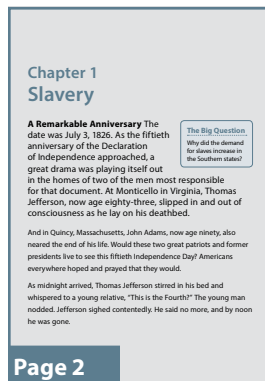 Chapter 1
Slavery
A Remarkable Anniversary The
date was July 3, 1826. As the fiftieth
anniversary of the Declaration
of Independence approached, a
great drama was playing itself out
in the homes of two of the men most responsible
for that document. At Monticello in Virginia, Thomas
Jefferson, now age eighty-three, slipped in and out of
consciousness as he lay on his deathbed.
The Big Question
Why did the demand
for slaves increase in
the Southern states?
And in Quincy, Massachusetts, John Adams, now age ninety, also
neared the end of his life. Would these two great patriots and former
presidents live to see this fiftieth Independence Day? Americans
everywhere hoped and prayed that they would.
As midnight arrived, Thomas Jefferson stirred in his bed and
whispered to a young relative, “This is the Fourth?” The young man
nodded. Jefferson sighed contentedly. He said no more, and by noon
he was gone.
Page 2